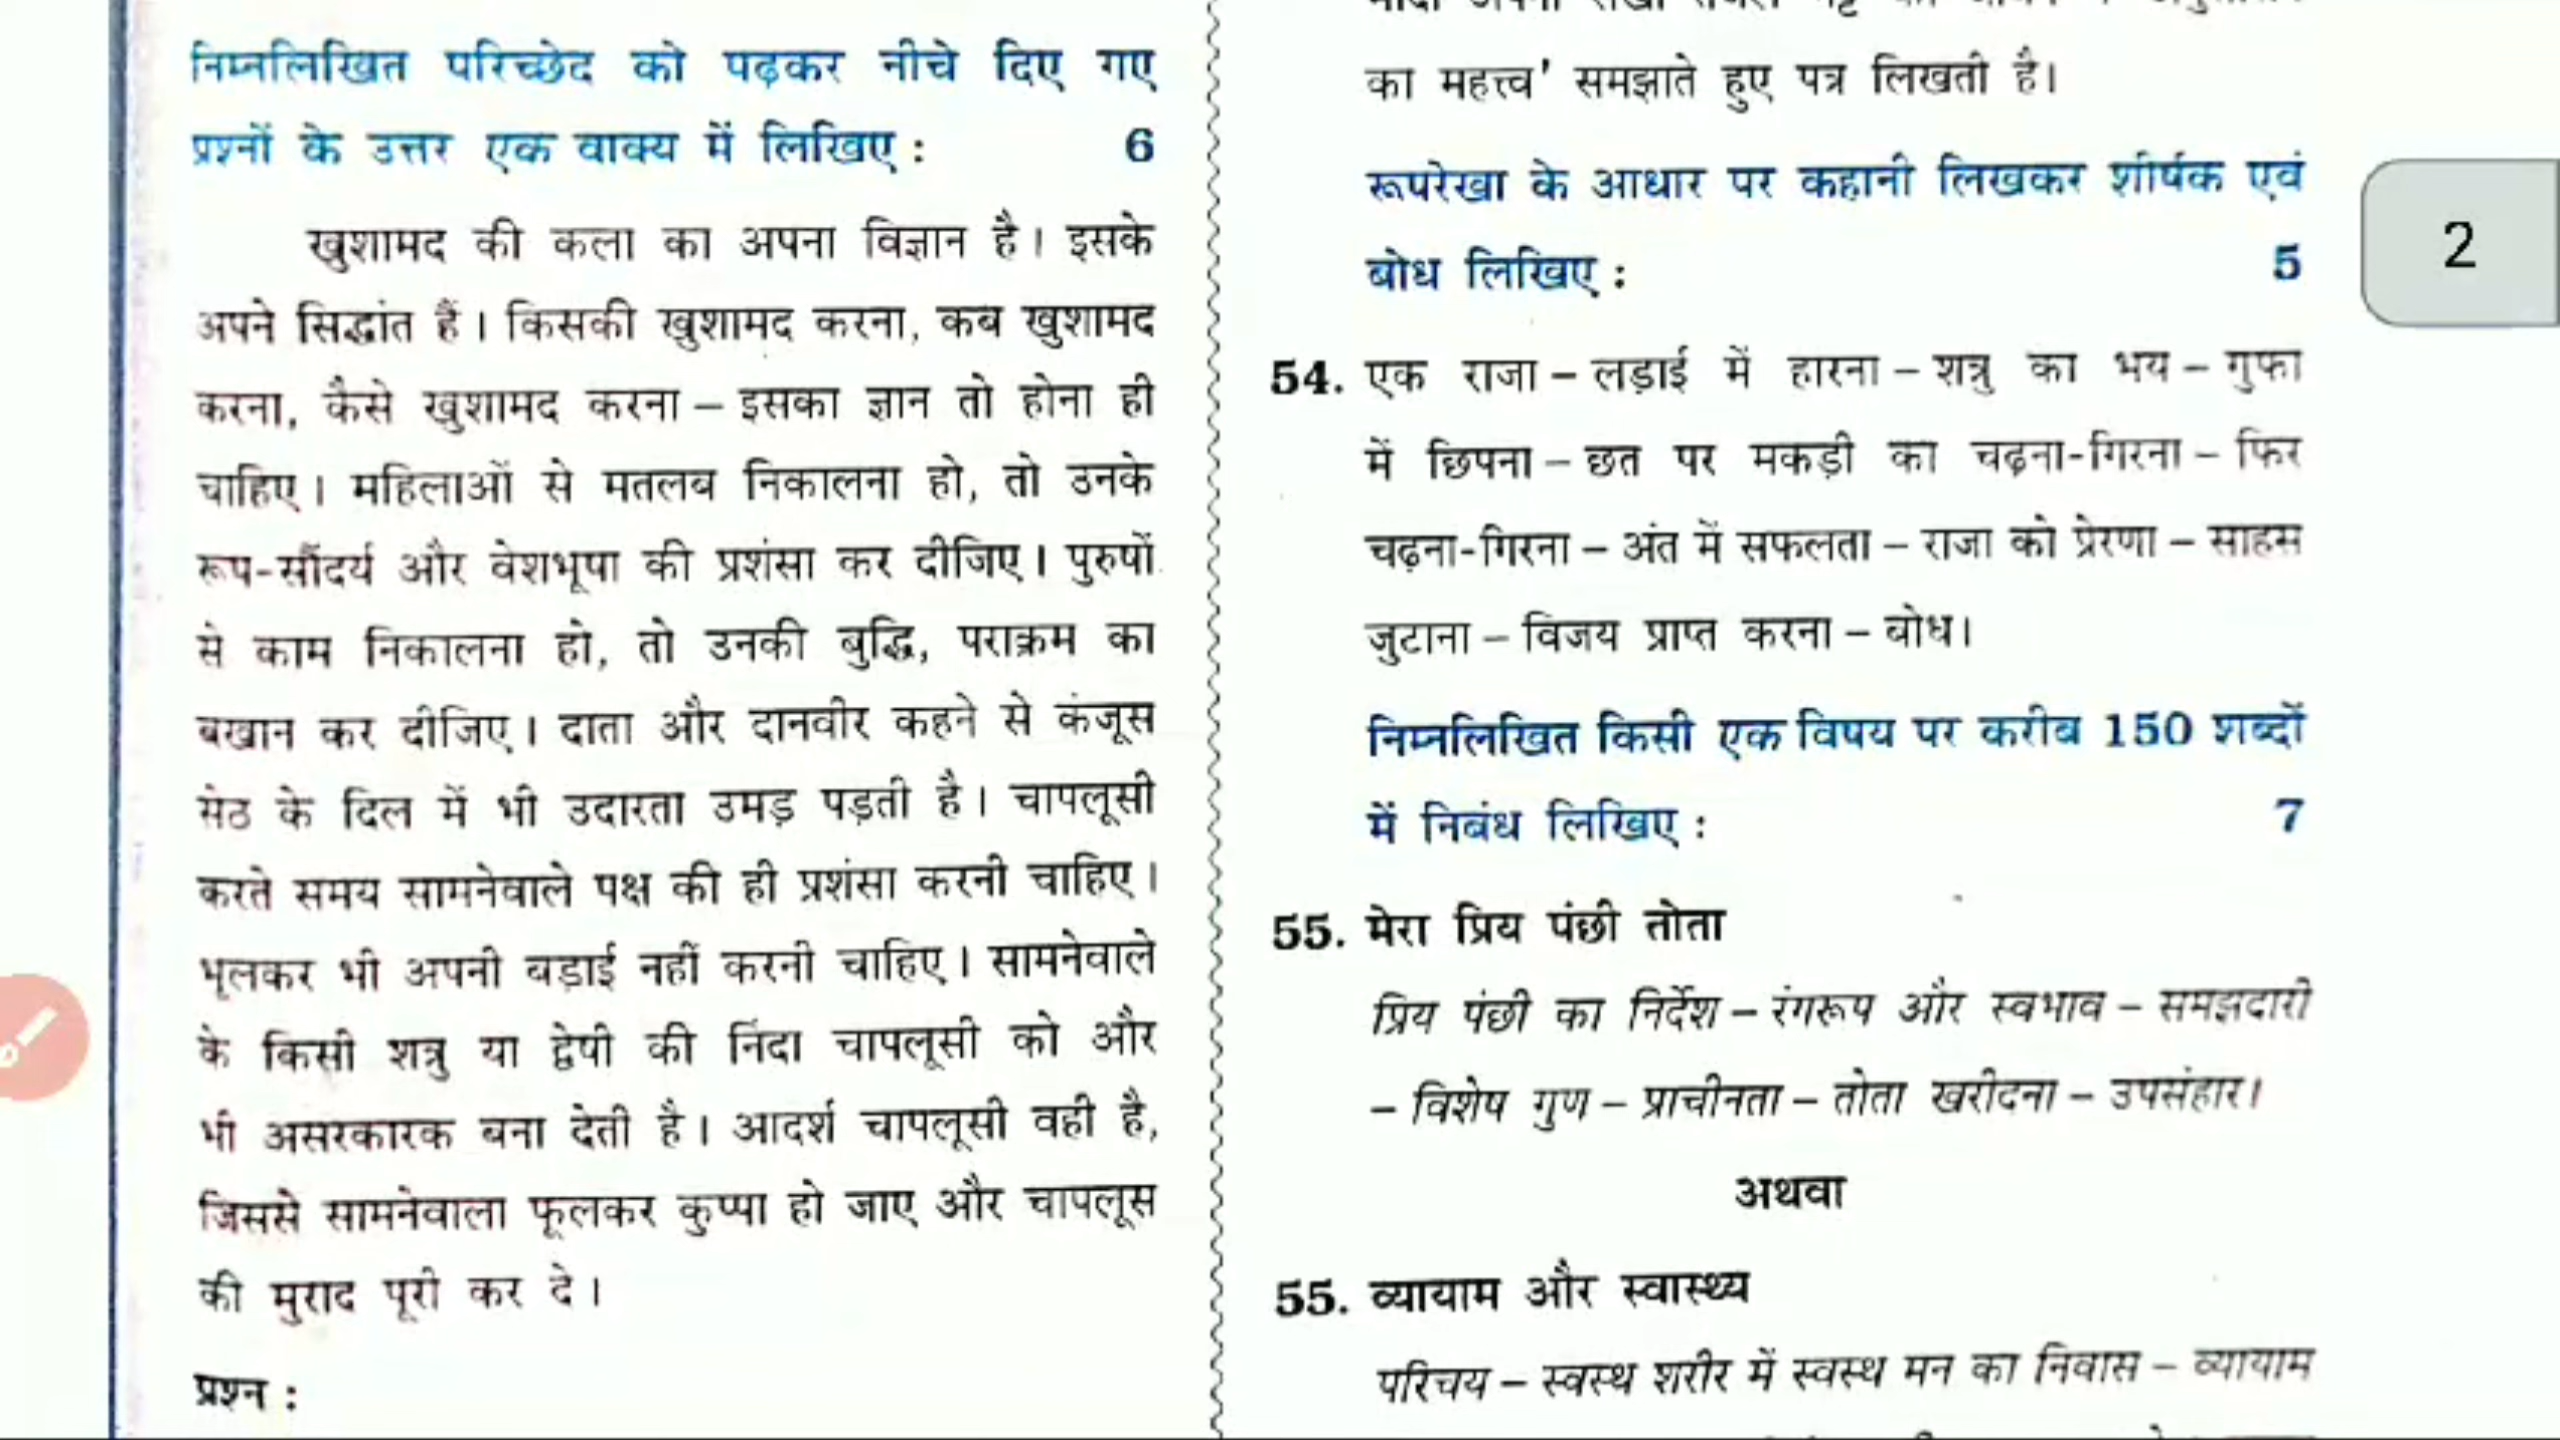 निम्नलिखित परिच्छेद को पढ़कर नीचे दिए गए
प्रश्नों के उत्तर एक वाक्य में लिखिए : 6
खुशामद की कला का अपना विज्ञान है। इसके
अपने सिद्धांत हैं। किसकी खुशामद करना, कब खुशामद
करना, कैसे खुशामद करना – इसका ज्ञान तो होना ही
चाहिए। महिलाओं से मतलब निकालना हो, तो उनके
रूप-सौंदर्य और वेशभूषा की प्रशंसा कर दीजिए। पुरुषों
से काम निकालना हो, तो उनकी बुद्धि, पराक्रम का
बखान कर दीजिए। दाता और दानवीर कहने से कंजूस
सेठ के दिल में भी उदारता उमड़ पड़ती है। चापलूसी
करते समय सामनेवाले पक्ष की ही प्रशंसा करनी चाहिए।
भूलकर भी अपनी बड़ाई नहीं करनी चाहिए। सामनेवाले
के किसी शत्रु या द्वेषी की निंदा चापलूसी को और
भी असरकारक बना देती है। आदर्श चापलूसी वही है,
जिससे सामनेवाला फूलकर कुप्पा हो जाए और चापलूस
की मुराद पूरी कर दे।
प्रश्न :
का महत्त्व' समझाते हुए पत्र लिखती है।
रूपरेखा के आधार पर कहानी लिखकर शीर्षक एवं
बोध लिखिए : 5
54. एक राजा – लड़ाई में हारना – शत्रु का भय – गुफा
में छिपना – छत पर मकड़ी का चढ़ना-गिरना – फिर
चढ़ना-गिरना – अंत में सफलता – राजा को प्रेरणा – साहस
जुटाना – विजय प्राप्त करना – बोध।
निम्नलिखित किसी एक विषय पर करीब 150 शब्दों
में निबंध लिखिए : 7
55. मेरा प्रिय पंछी तोता
प्रिय पंछी का निर्देश – रंगरूप और स्वभाव – समझदारी
– विशेष गुण – प्राचीनता – तोता खरीदना – उपसंहार।
अथवा
55. व्यायाम और स्वास्थ्य
परिचय – स्वस्थ शरीर में स्वस्थ मन का निवास – व्यायाम
2